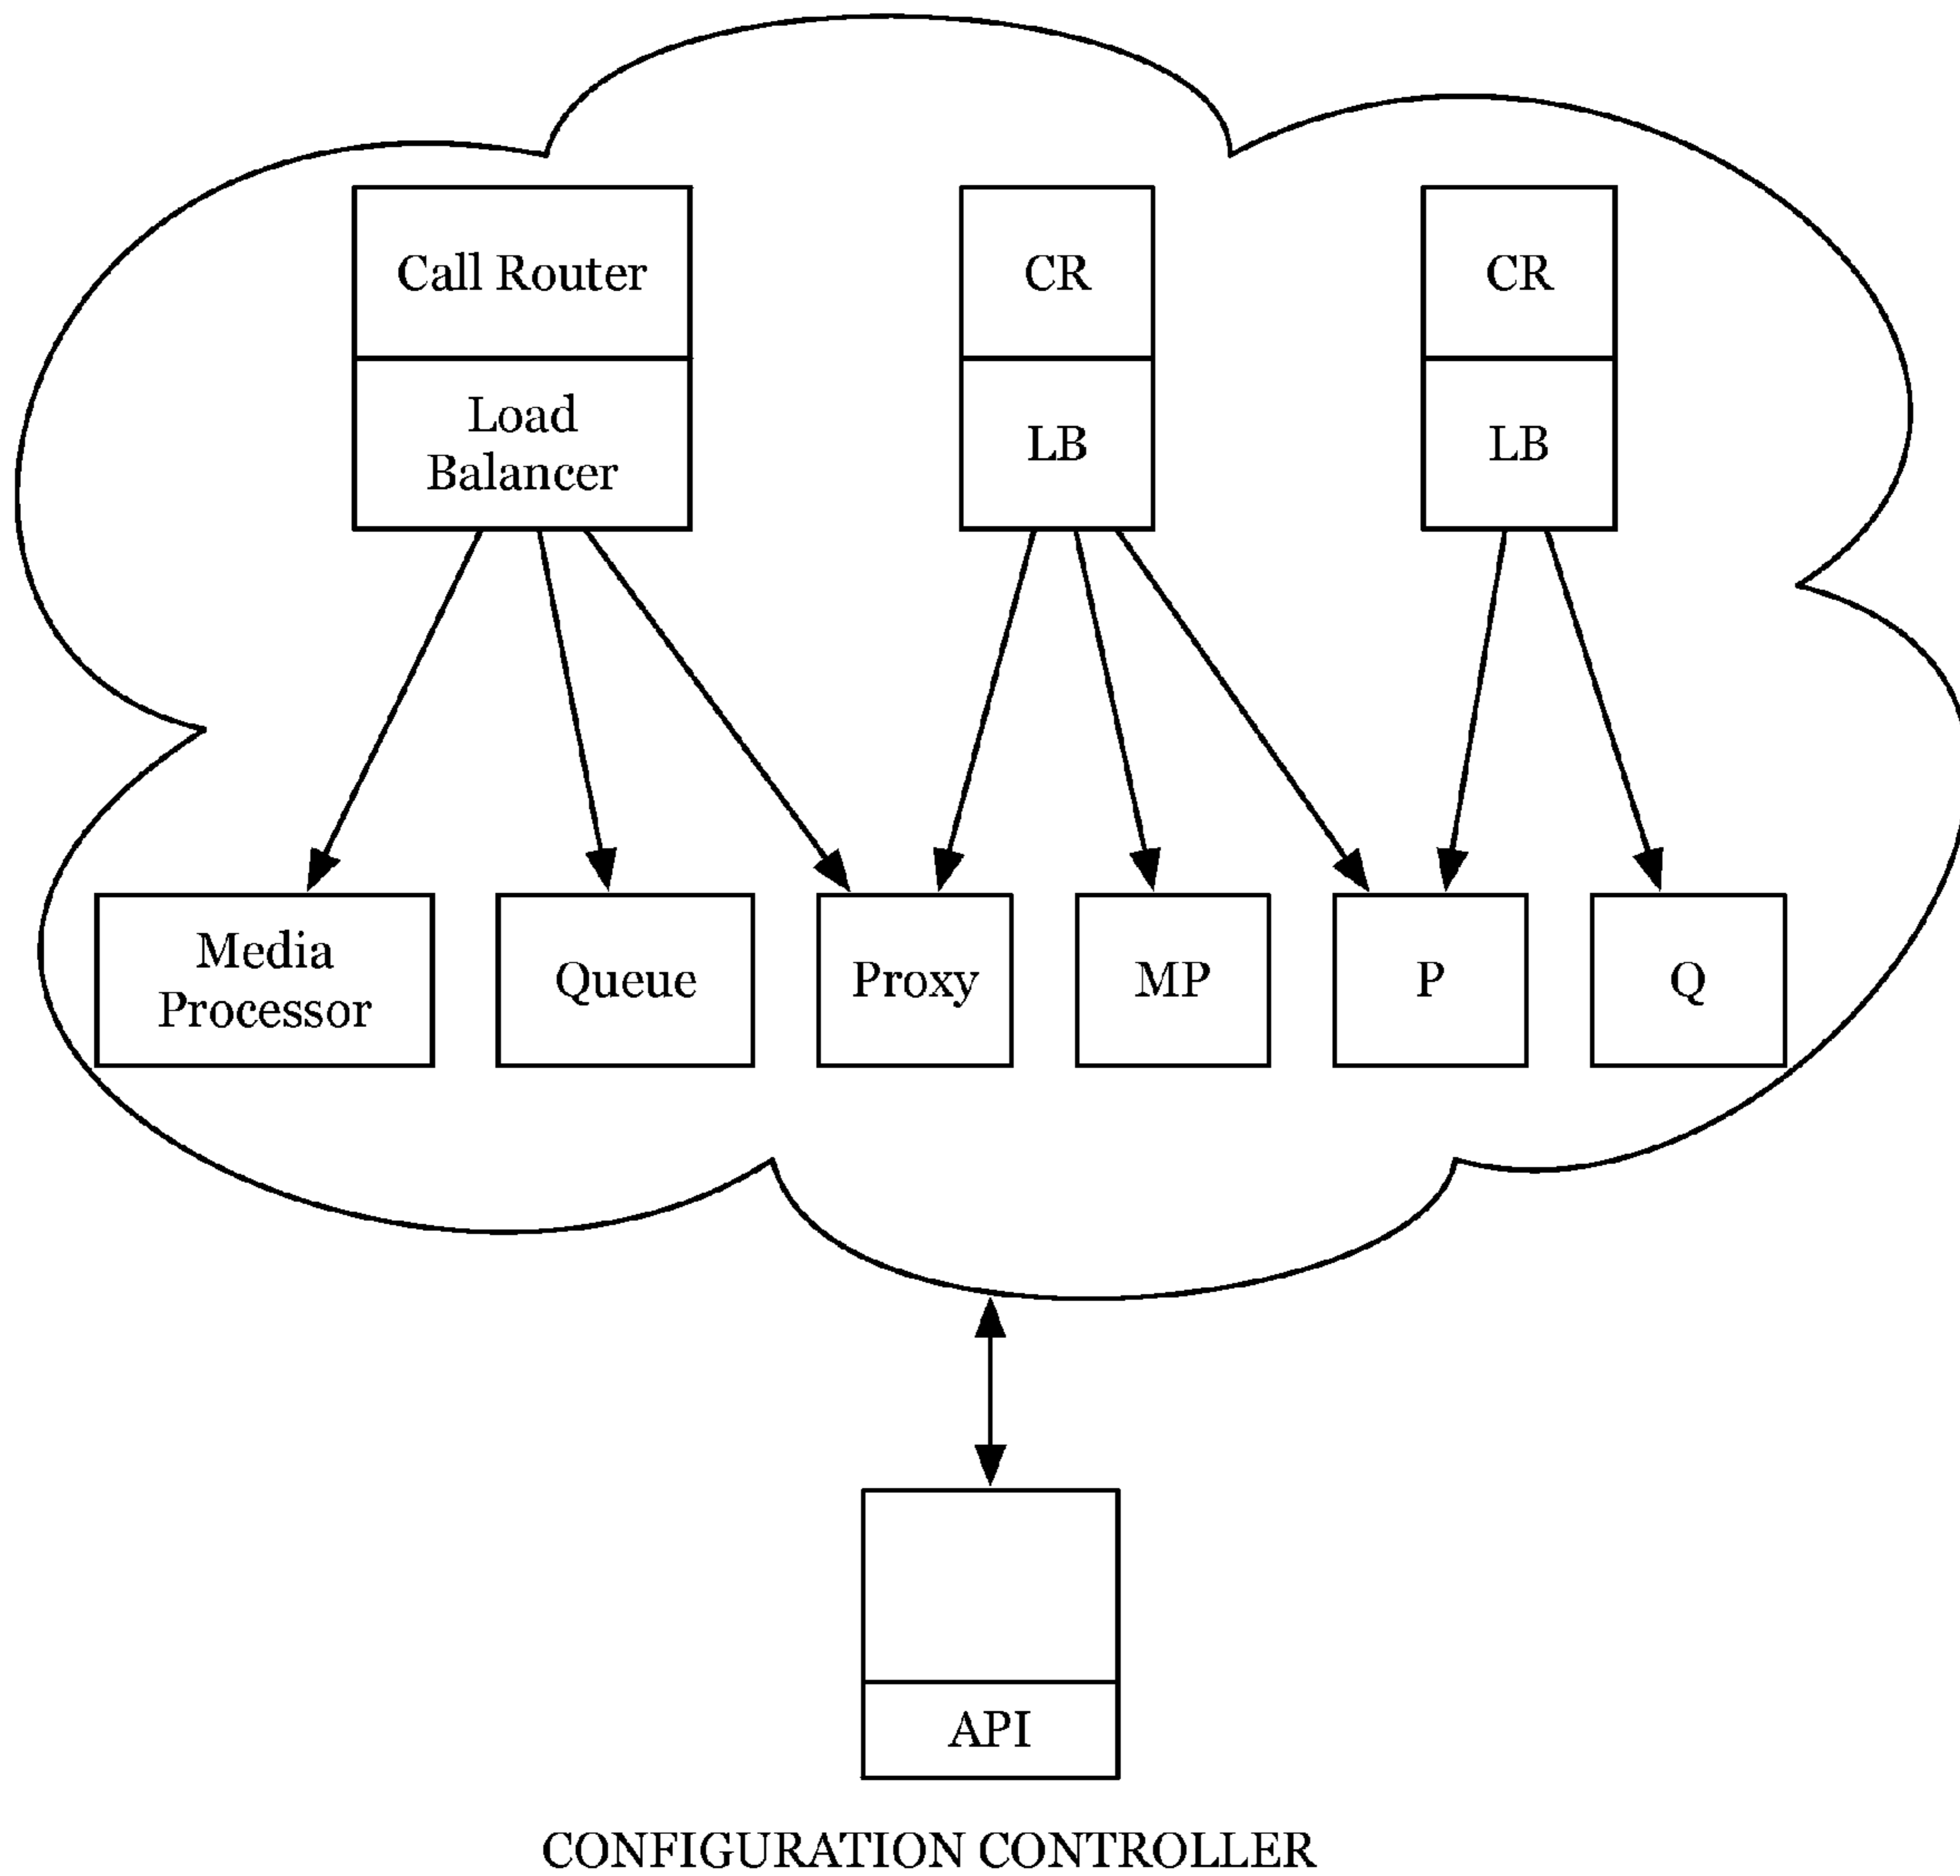 Call Router
CR
CR
Load
Balancer
LB
LB
Media
Processor
Queue
Proxy
MP
P
Q
API
CONFIGURATION CONTROLLER